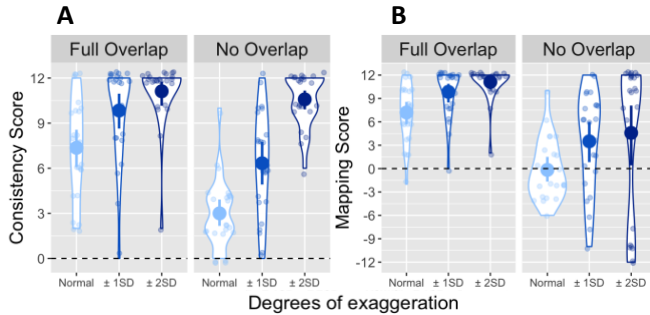 A
B
Full Overlap No Overlap
Full Overlap No Overlap
Consistency Score
12
9
6
3
0
Mapping Score
12
9
6
3
0
-3
-6
-9
-12
Normal ± 1SD ± 2SD Normal ± 1SD ± 2SD
Normal ± 1SD ± 2SD Normal ± 1SD ± 2SD
Degrees of exaggeration